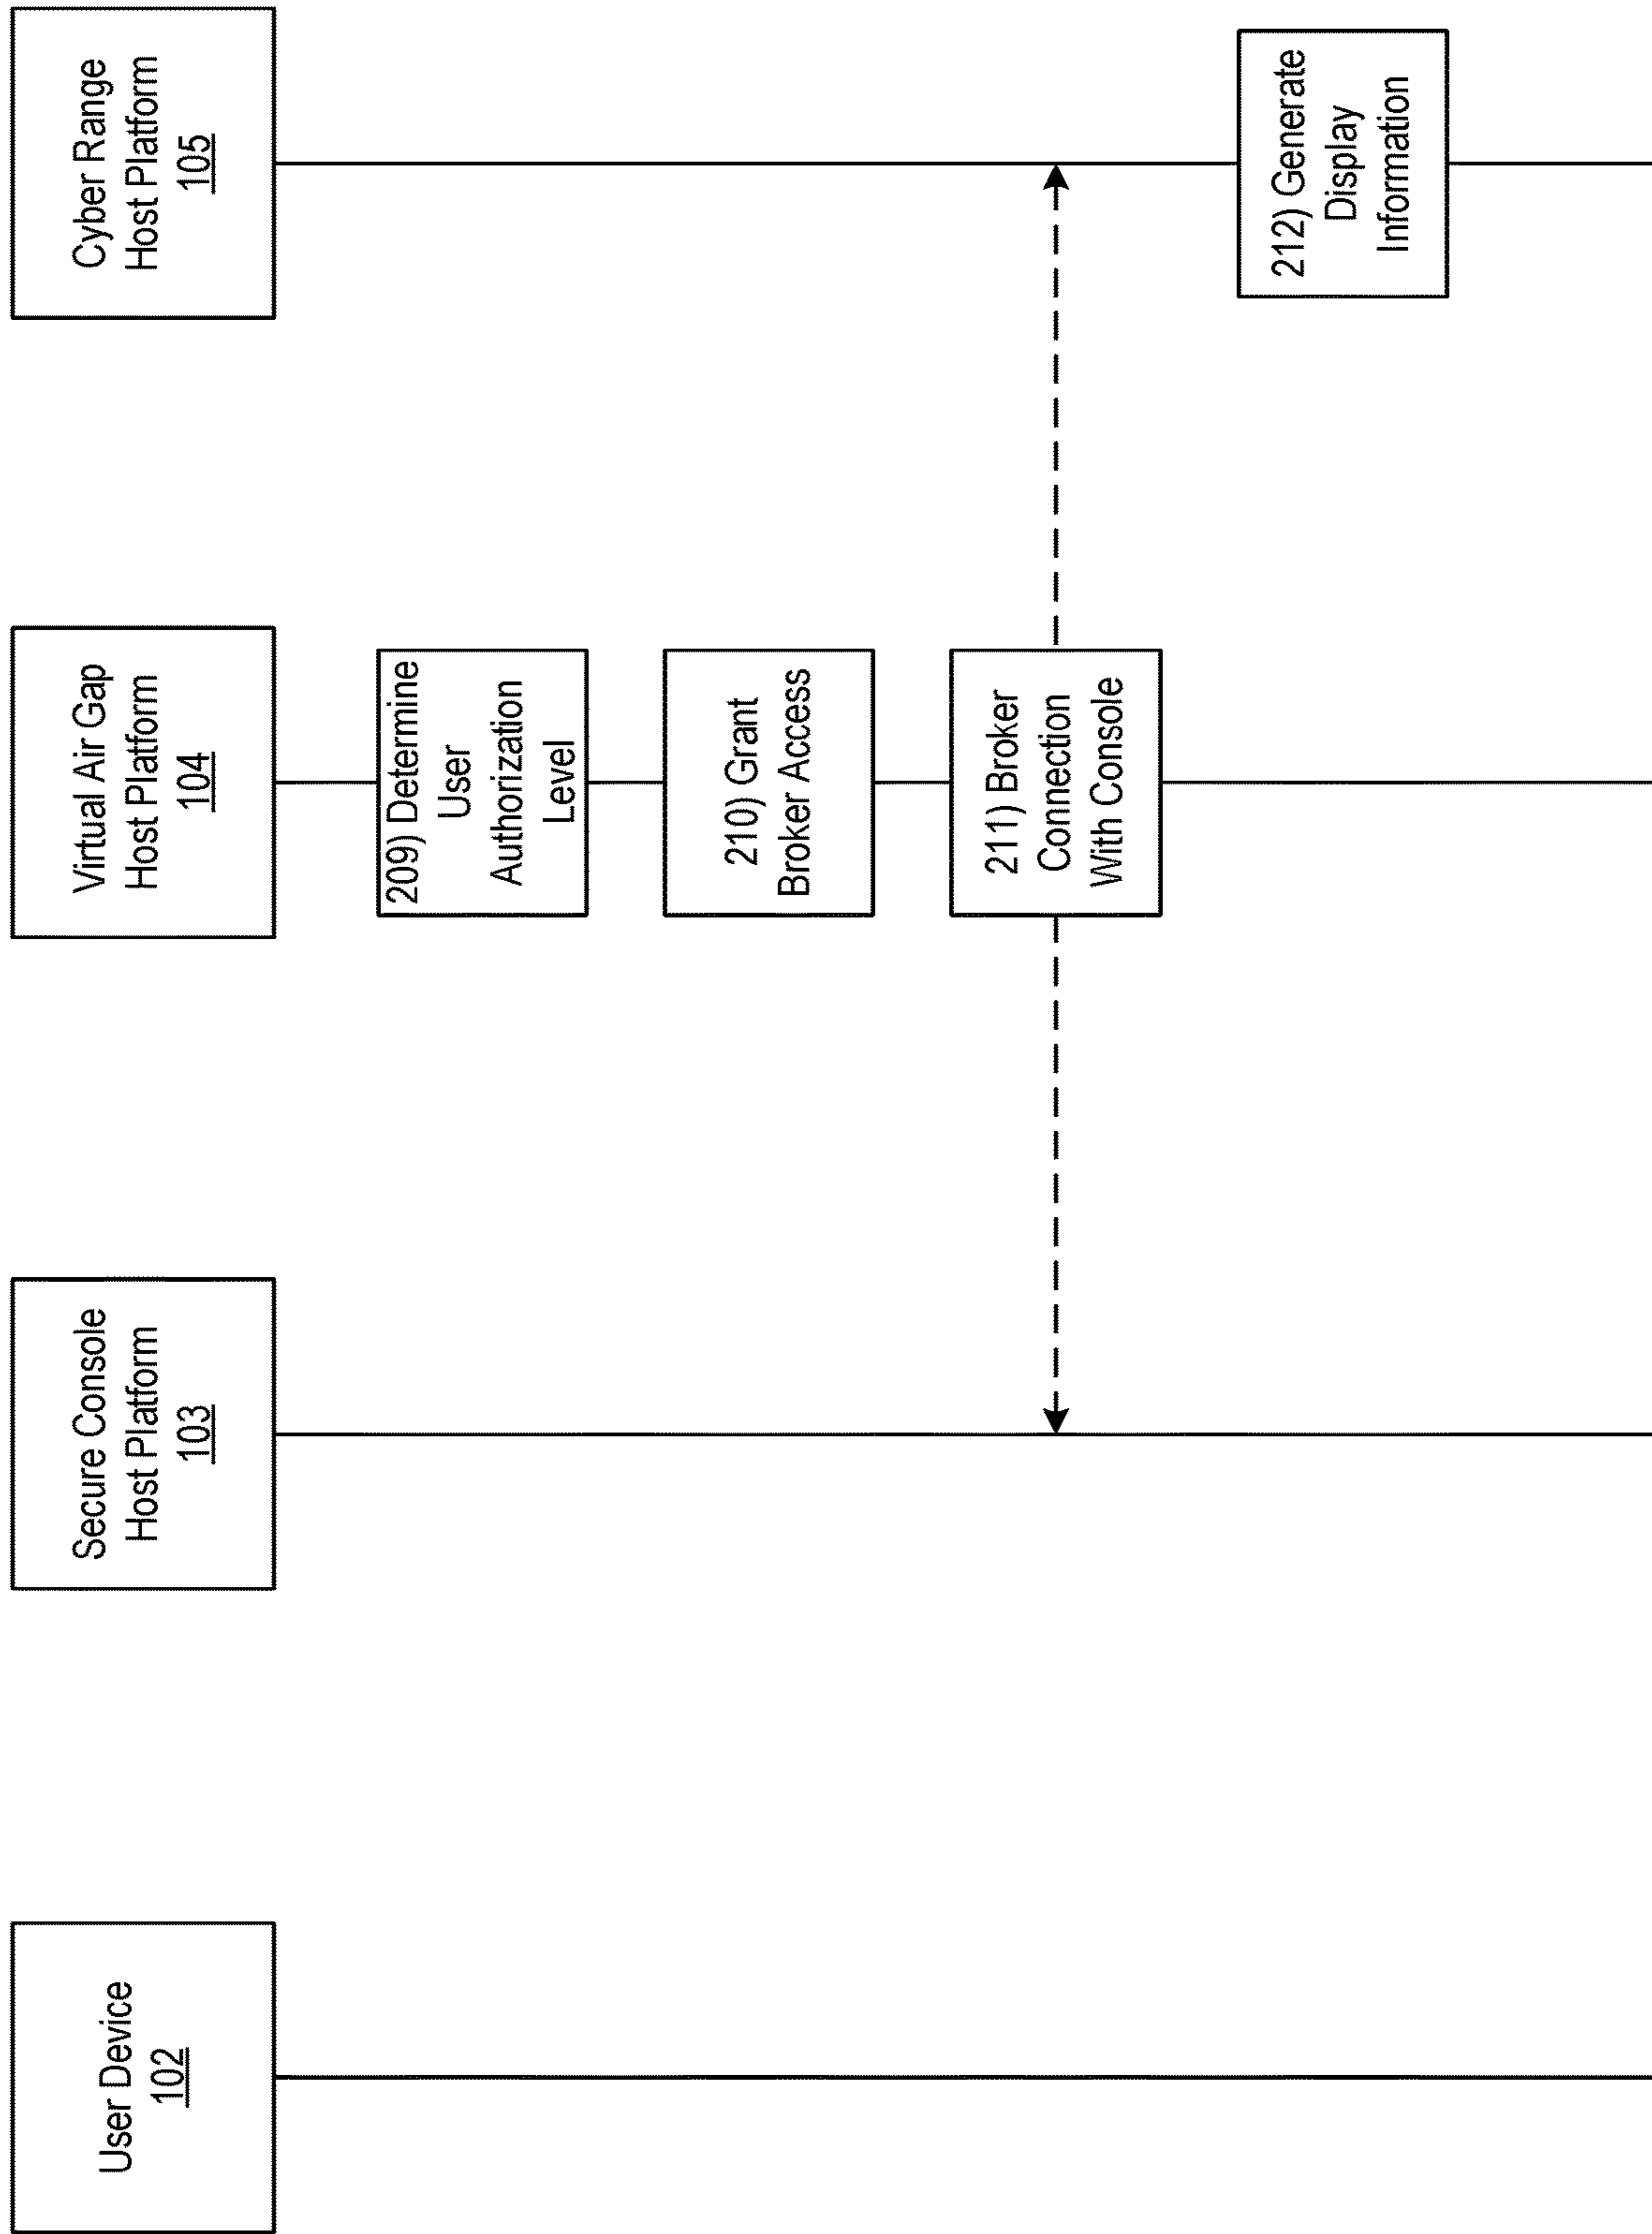 User Device
102
Secure Console
Host Platform
103
Virtual Air Gap
Host Platform
104
Cyber Range
Host Platform
105
209) Determine
User
Authorization
Level
210) Grant
Broker Access
211) Broker
Connection
With Console
212) Generate
Display
Information